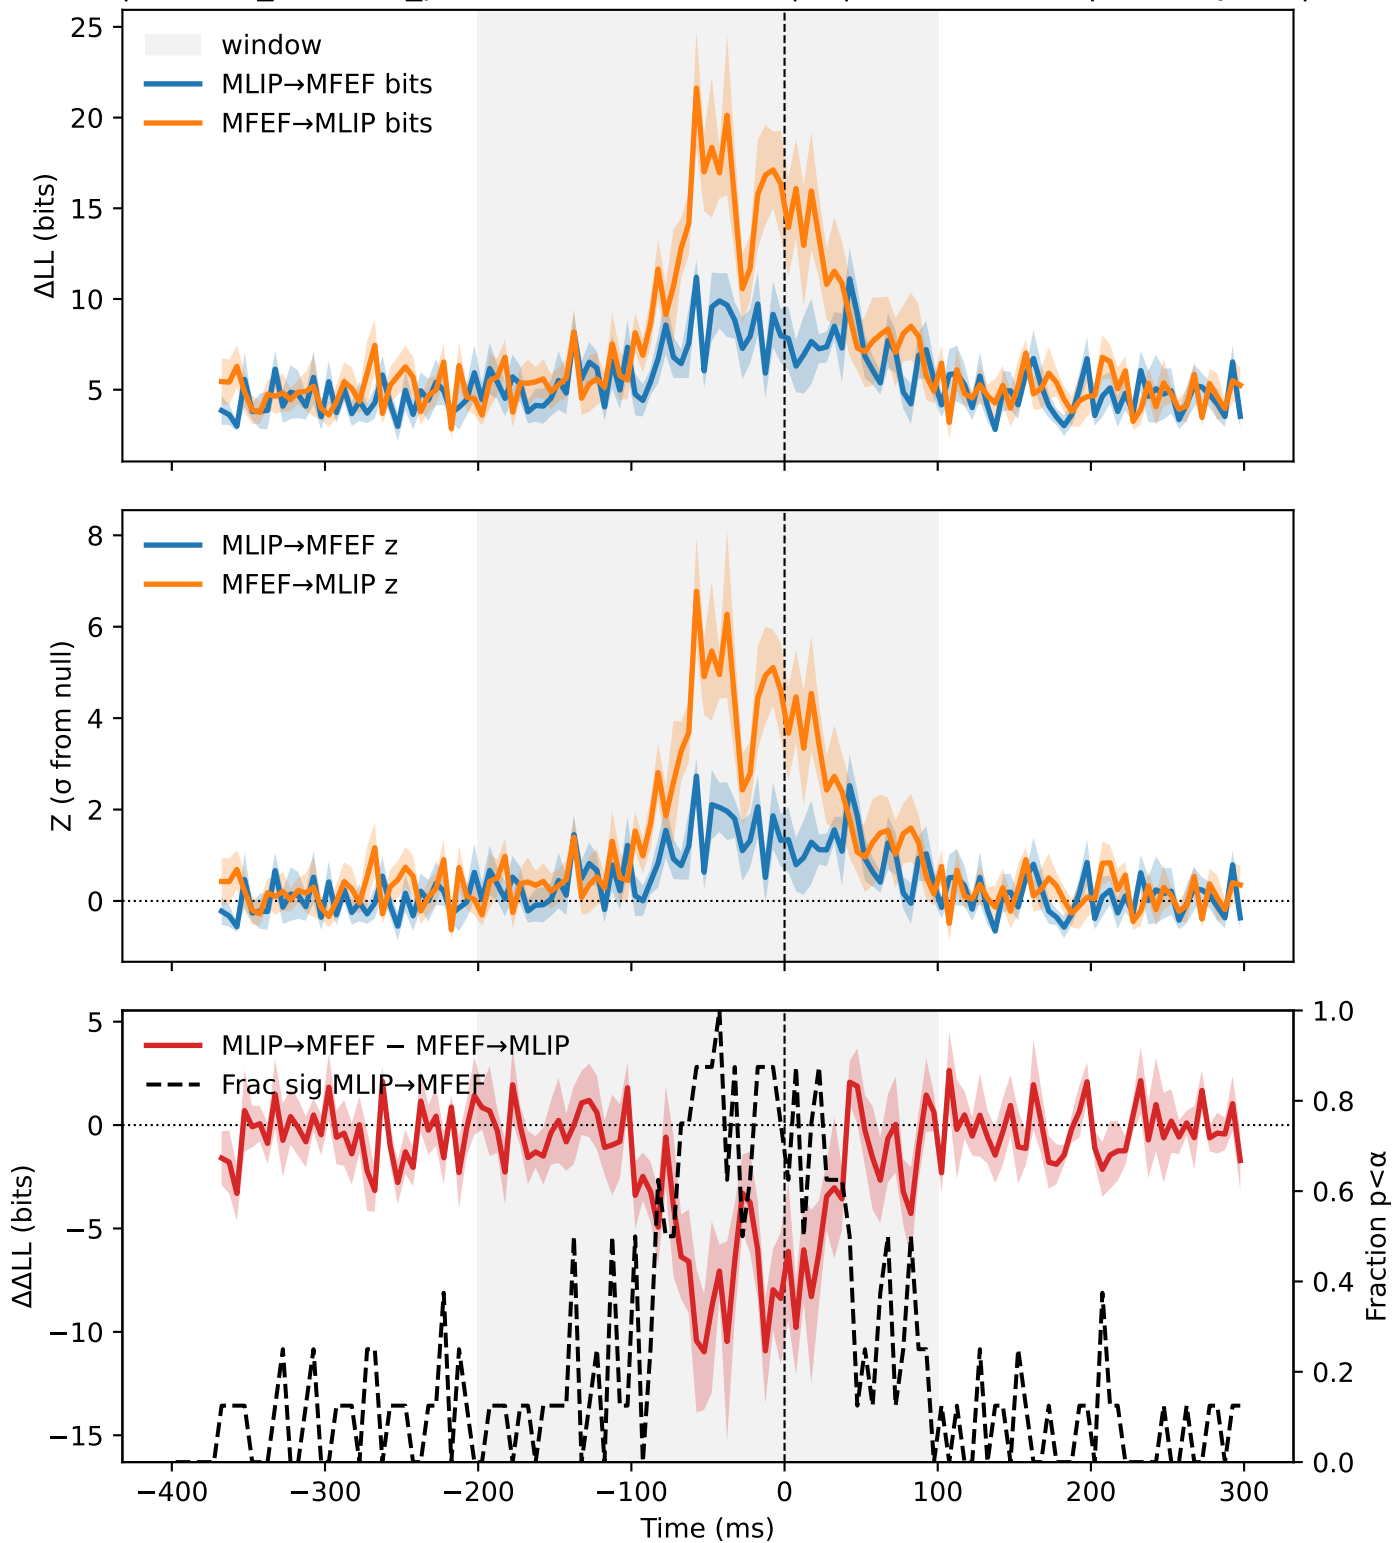 25
20
15
10
5
ΔLL (bits)
window
MLIP→MFEF bits
MFEF→MLIP bits
8
6
4
2
0
Z (σ from null)
MLIP→MFEF z
MFEF→MLIP z
5
0
−5
−10
−15
ΔΔLL (bits)
MLIP→MFEF − MFEF→MLIP
Frac sig MLIP→MFEF
1.0
0.8
0.6
0.4
0.2
0.0
Fraction p<α
−400 −300 −200 −100 0 100 200 300
Time (ms)